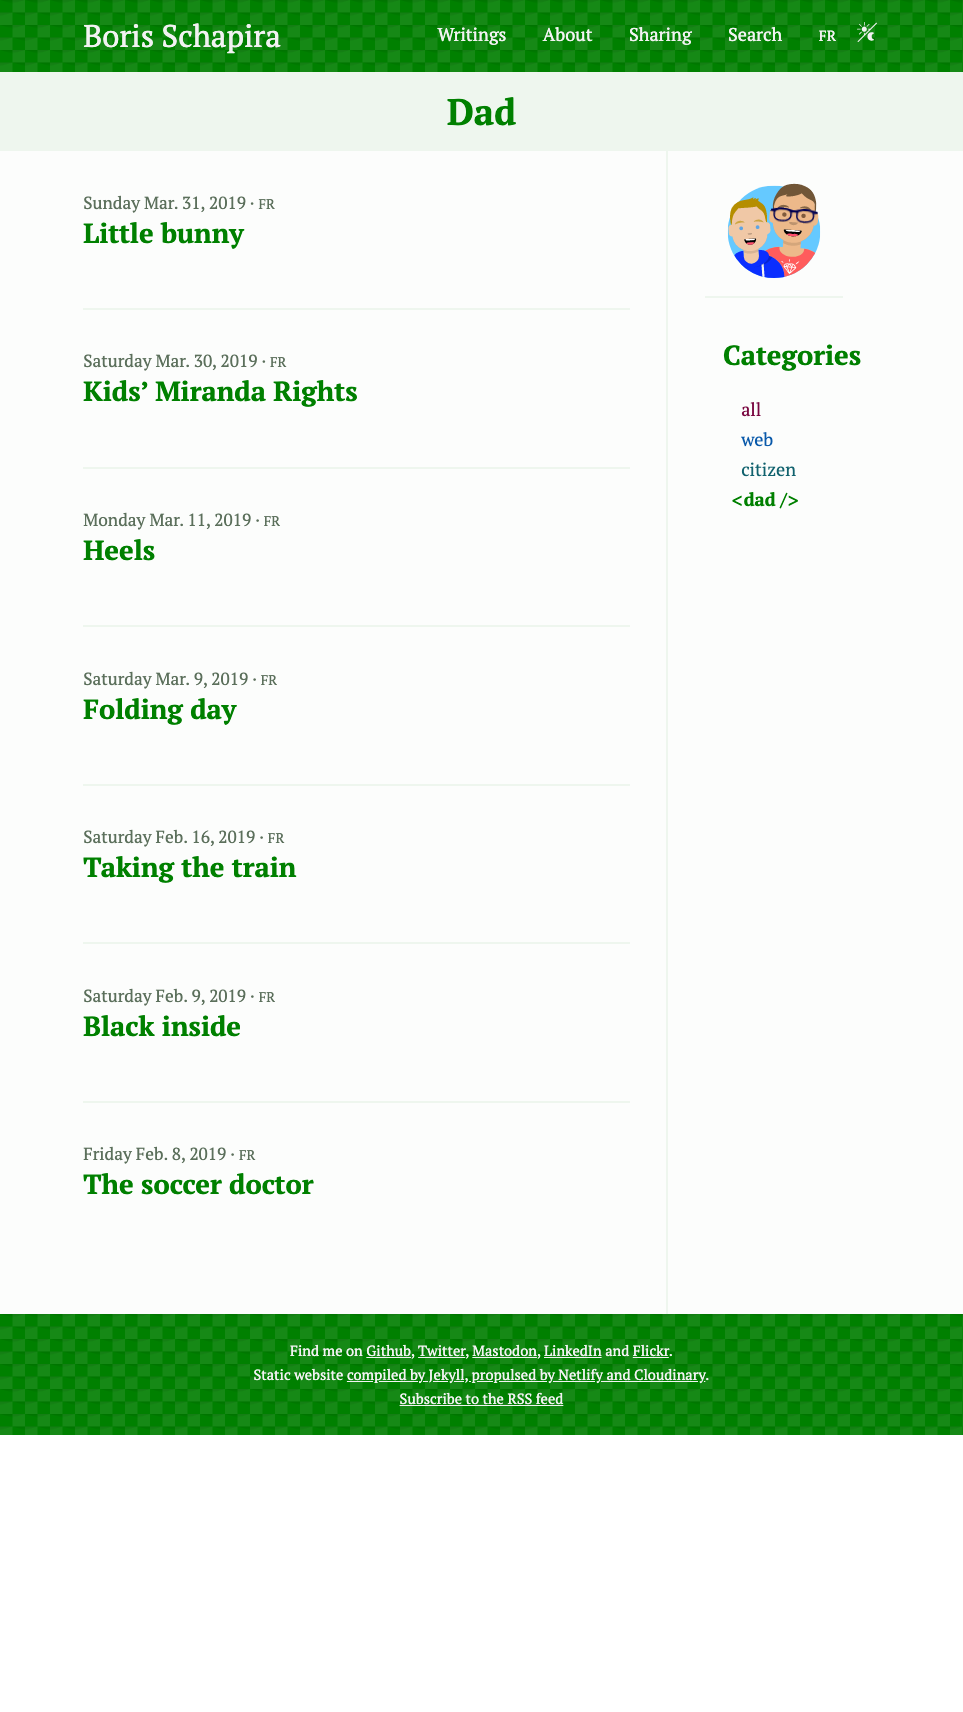 Boris Schapira
Writings About Sharing Search FR
Dad
Sunday Mar. 31, 2019 · FR
Little bunny
Saturday Mar. 30, 2019 · FR
Kids’ Miranda Rights
Monday Mar. 11, 2019 · FR
Heels
Saturday Mar. 9, 2019 · FR
Folding day
Saturday Feb. 16, 2019 · FR
Taking the train
Saturday Feb. 9, 2019 · FR
Black inside
Friday Feb. 8, 2019 · FR
The soccer doctor
Categories
all
web
citizen
<dad />
Find me on Github, Twitter, Mastodon, LinkedIn and Flickr.
Static website compiled by Jekyll, propulsed by Netlify and Cloudinary.
Subscribe to the RSS feed